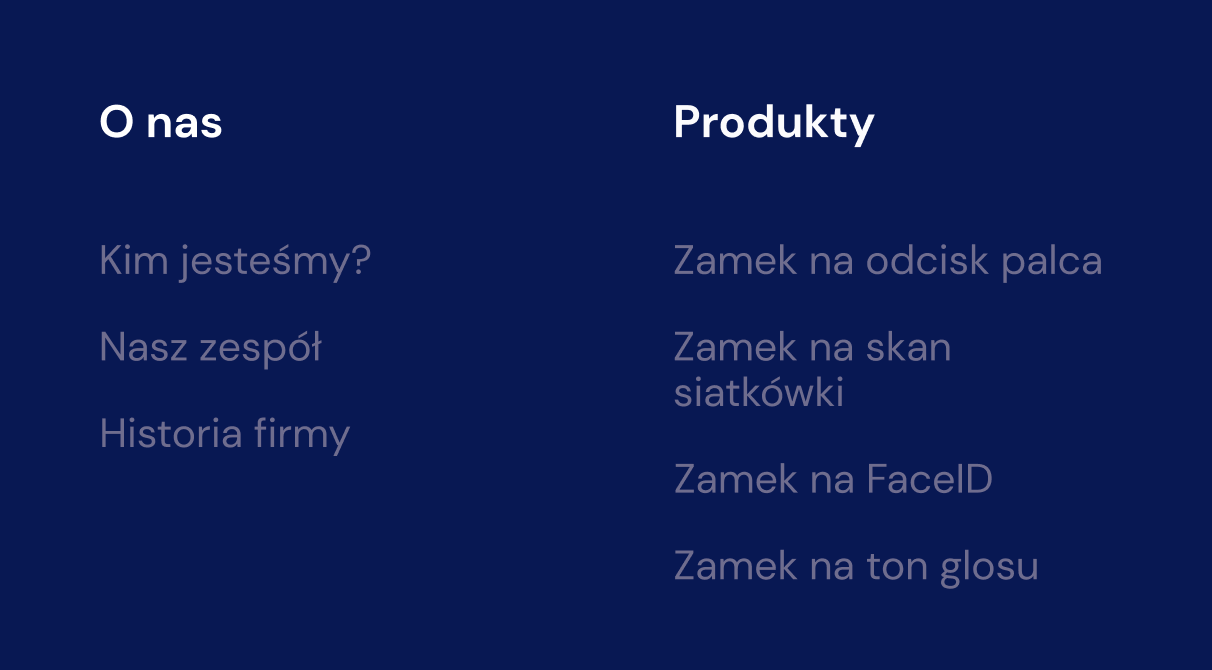 O nas
Kim jesteśmy?
Nasz zespół
Historia firmy
Produkty
Zamek na odcisk palca
Zamek na skan
siatkówki
Zamek na FaceID
Zamek na ton glosu